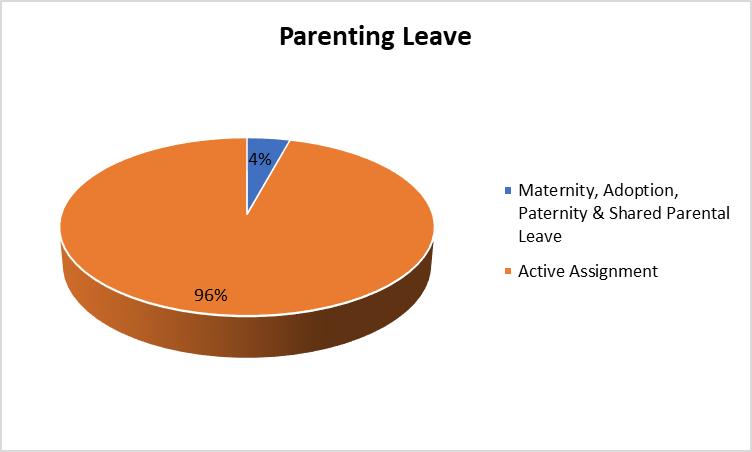 Parenting Leave
4%
96%
Maternity, Adoption,
Paternity & Shared Parental
Leave
Active Assignment